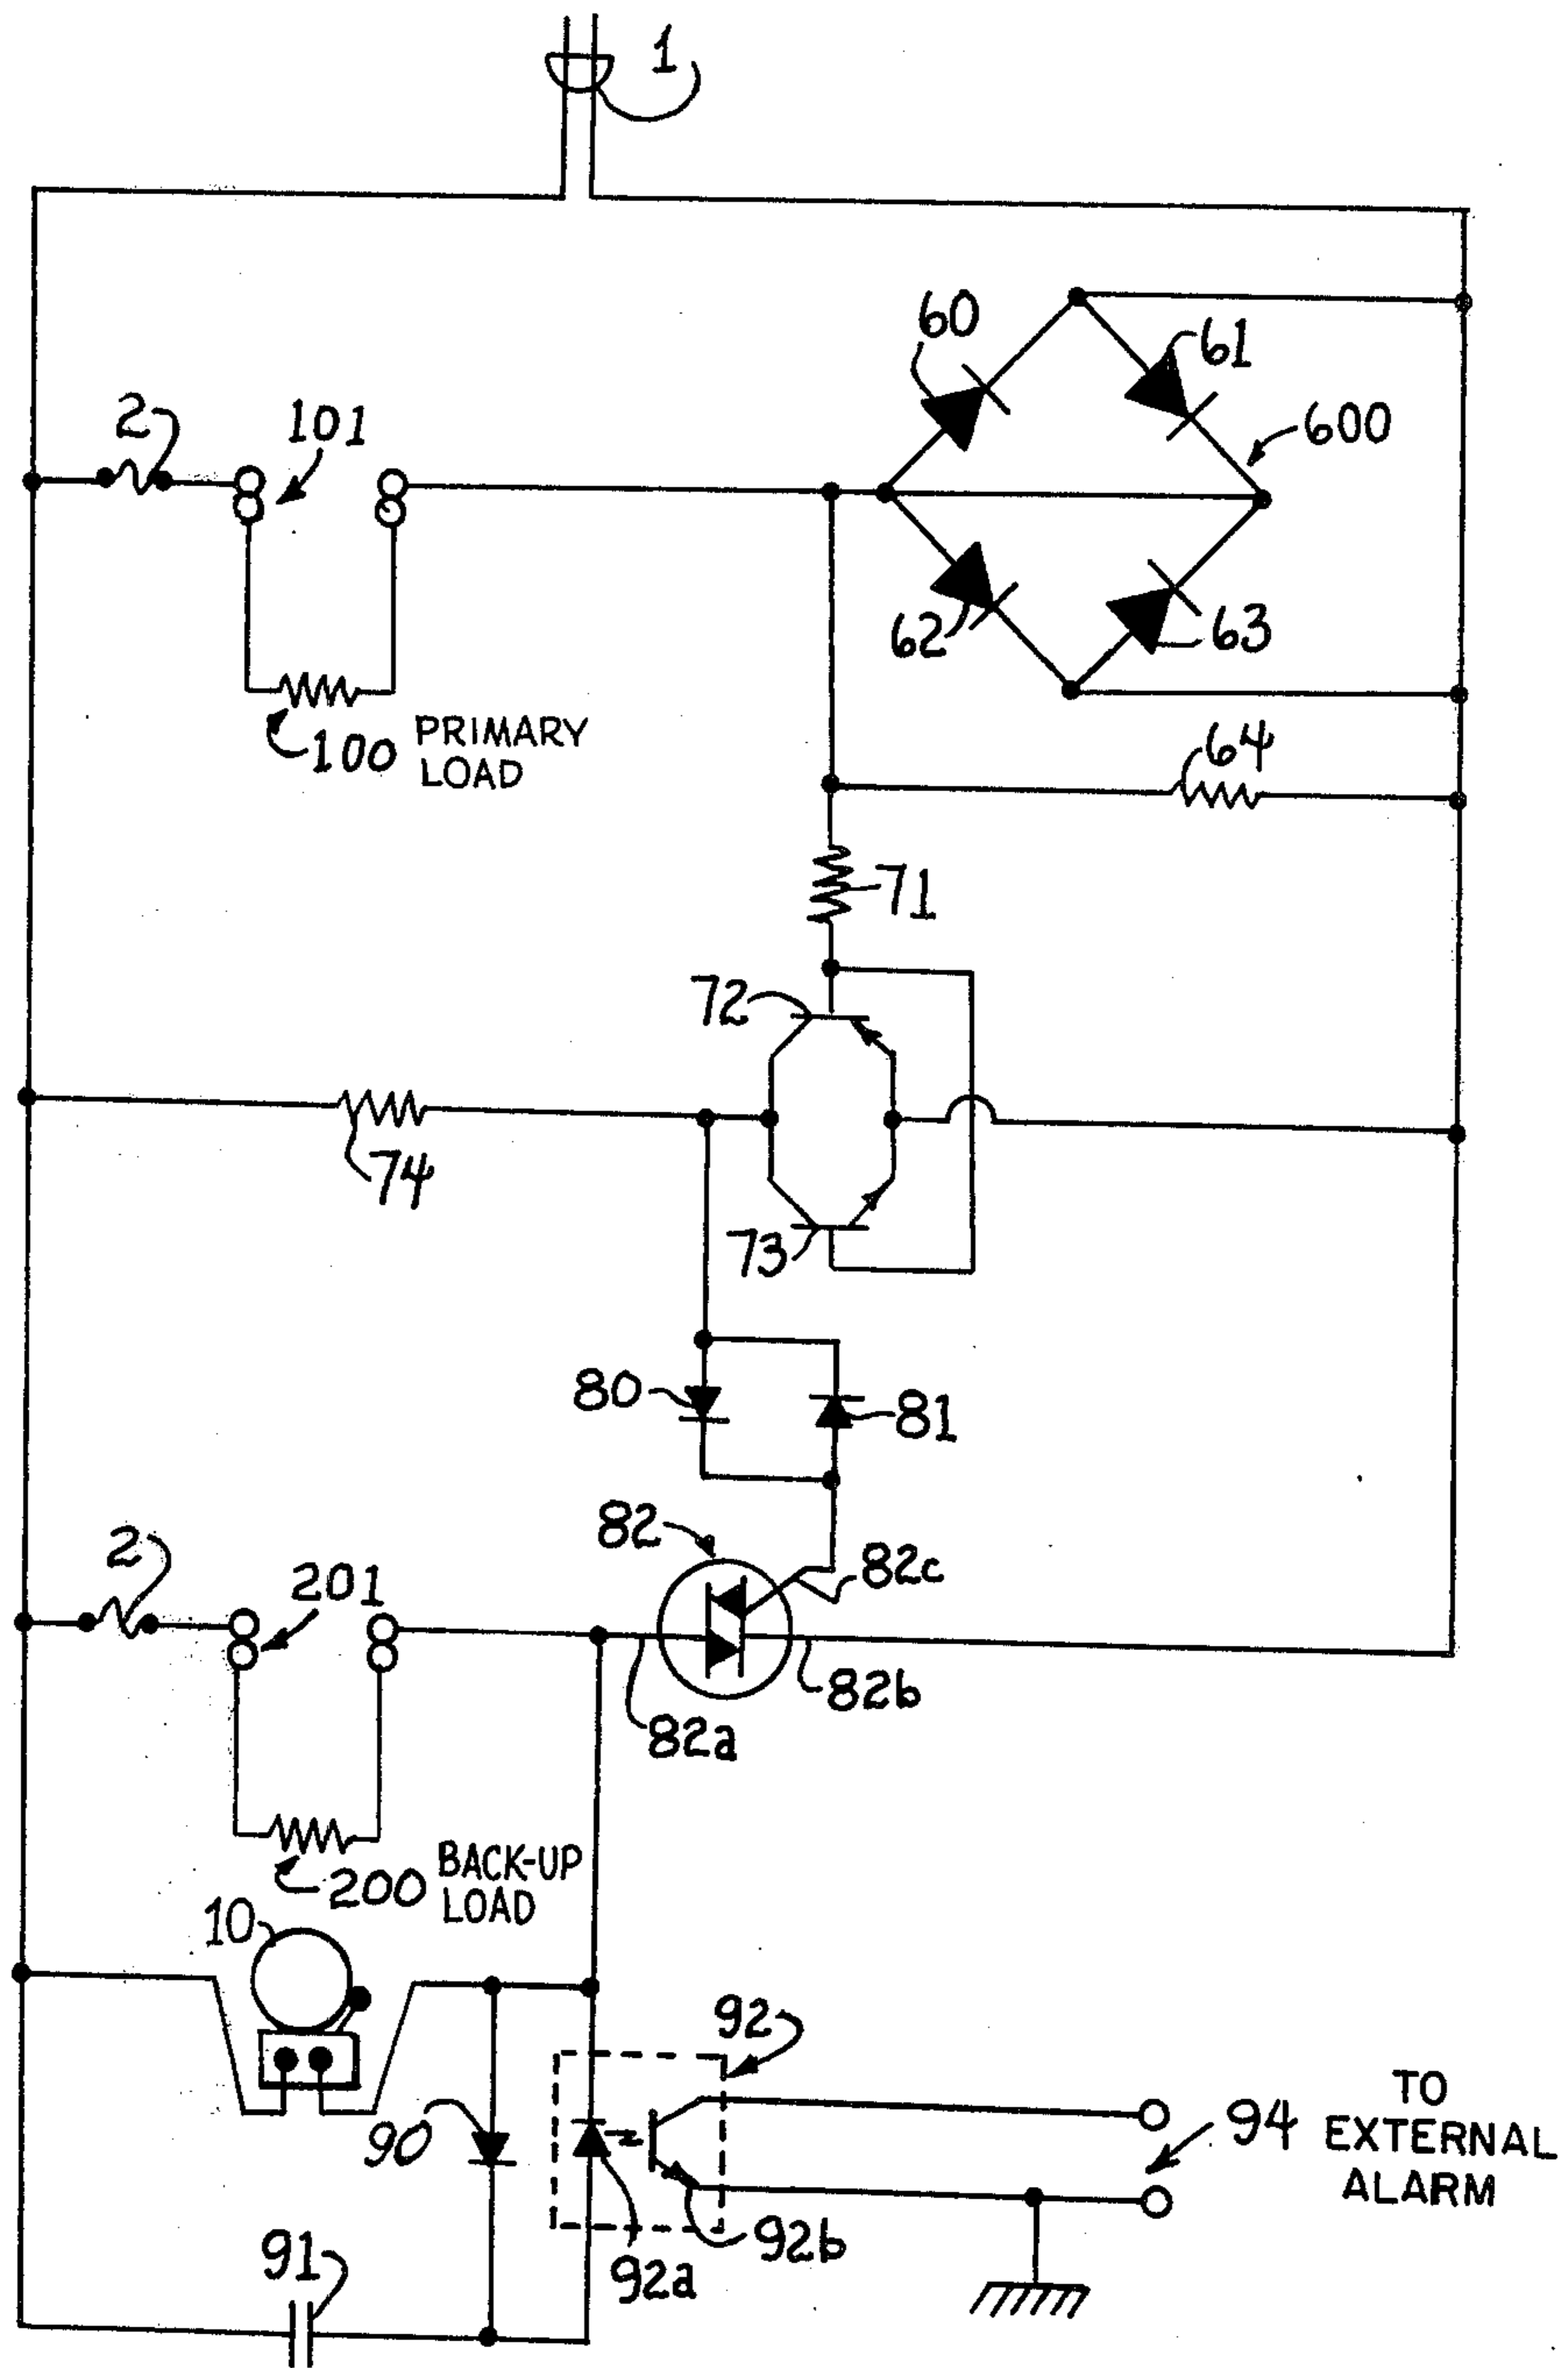 1
60
61
600
2
101
62
63
100 PRIMARY
LOAD
64
71
72
74
73
80
81
82
82c
2
201
82b
82a
200 BACK-UP
LOAD
10
92
90
94 TO
EXTERNAL
ALARM
92b
92a
91